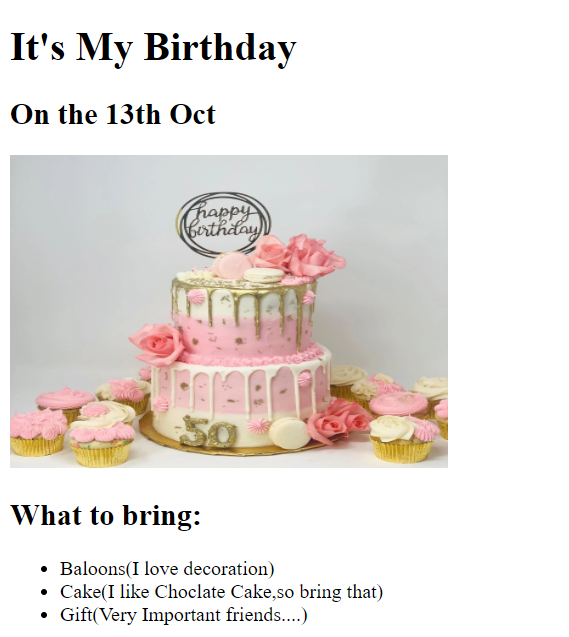 It's My Birthday
On the 13th Oct
happy
birthday
50
What to bring:
Baloons(I love decoration)
Cake(I like Choclate Cake,so bring that)
Gift(Very Important friends....)